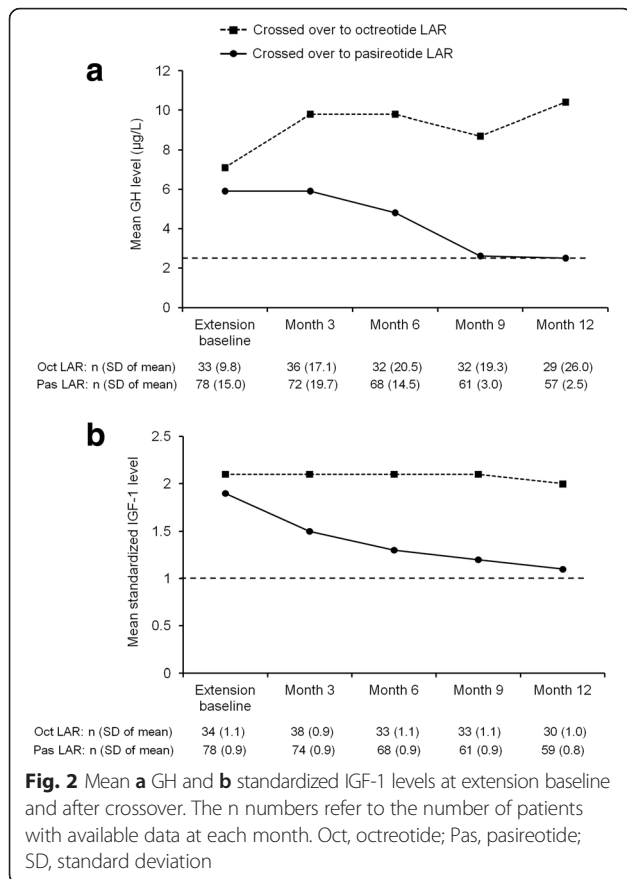 Crossed over to octreotide LAR
Crossed over to pasireotide LAR
a
Mean GH level (µg/L)
12
10
8
6
4
2
0
Extension baseline Month 3 Month 6 Month 9 Month 12
Oct LAR: n (SD of mean) 33 (9.8) 36 (17.1) 32 (20.5) 32 (19.3) 29 (26.0)
Pas LAR: n (SD of mean) 78 (15.0) 72 (19.7) 68 (14.5) 61 (3.0) 57 (2.5)
b
Mean standardized IGF-1 level
2.5
2
1.5
1
0.5
0
Extension baseline Month 3 Month 6 Month 9 Month 12
Oct LAR: n (SD of mean) 34 (1.1) 38 (0.9) 33 (1.1) 33 (1.1) 30 (1.0)
Pas LAR: n (SD of mean) 78 (0.9) 74 (0.9) 68 (0.9) 61 (0.9) 59 (0.8)
Fig. 2 Mean a GH and b standardized IGF-1 levels at extension baseline
and after crossover. The n numbers refer to the number of patients
with available data at each month. Oct, octreotide; Pas, pasireotide;
SD, standard deviation